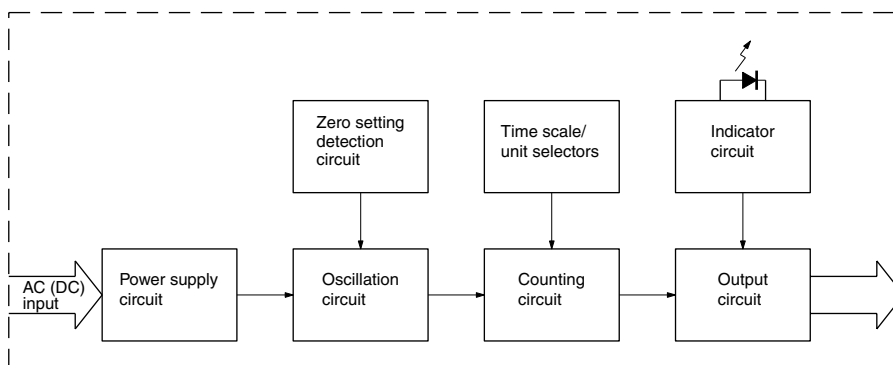 Zero setting
detection
circuit
Time scale/
unit selectors
Indicator
circuit
AC (DC)
input
Power supply
circuit
Oscillation
circuit
Counting
circuit
Output
circuit